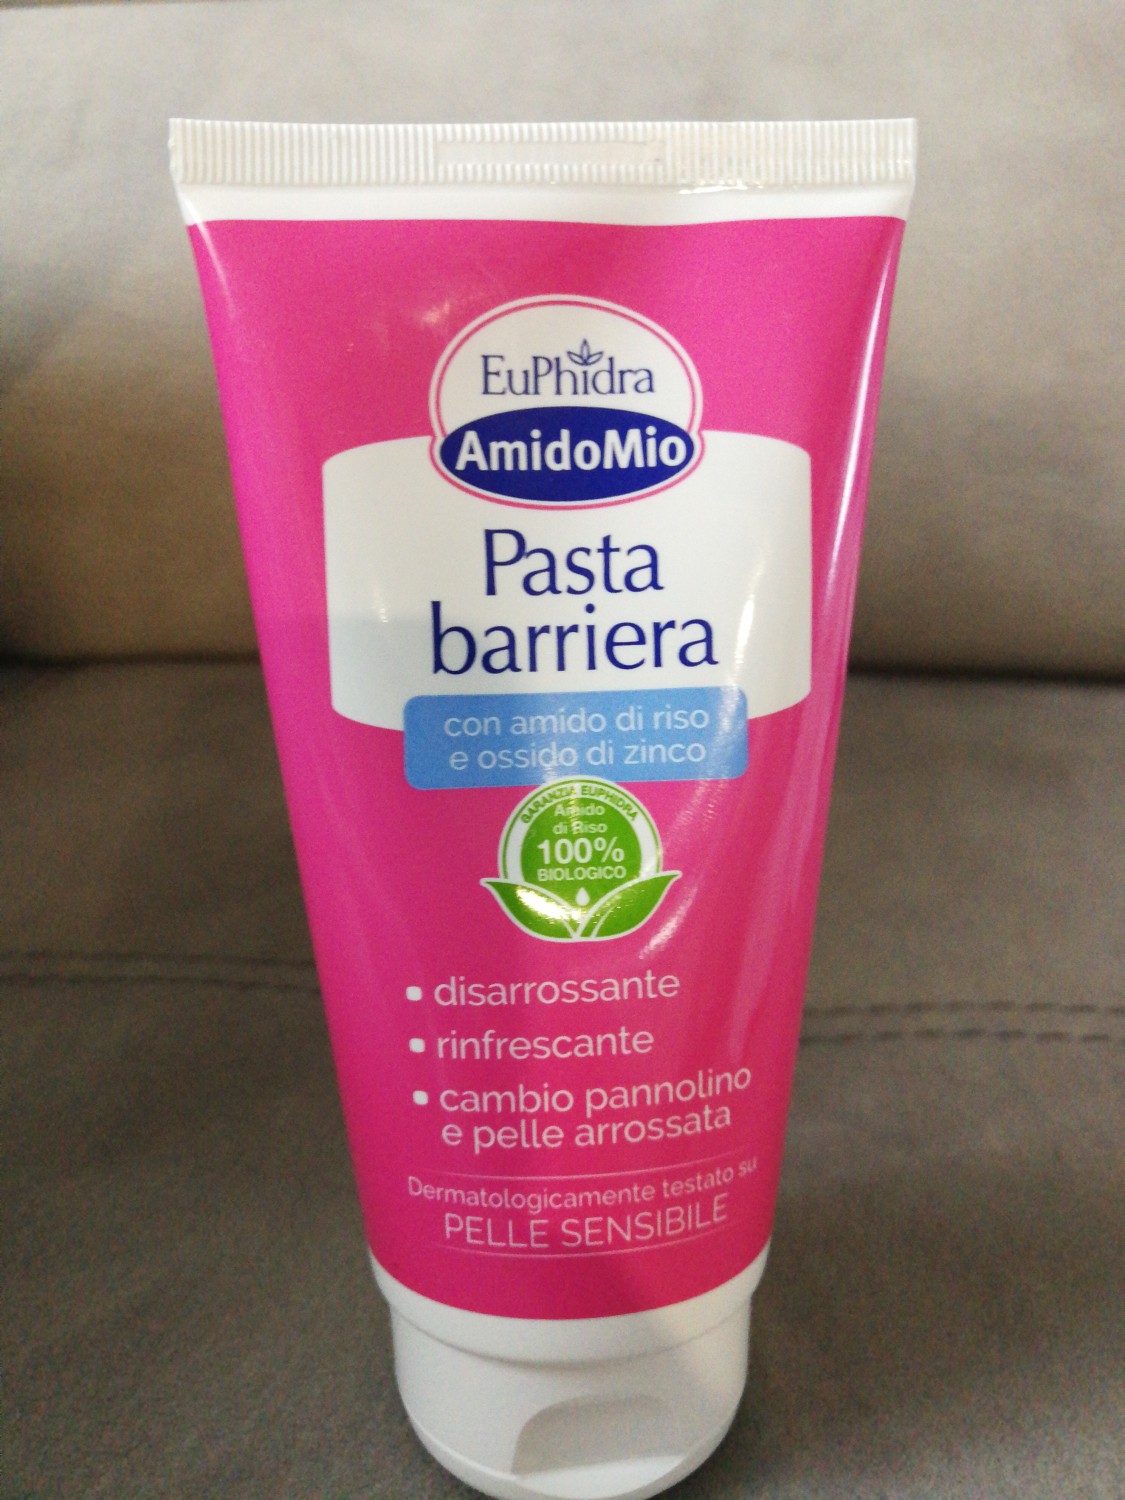 EuPhidra
AmidoMio
Pasta
barriera
con amido di riso
e ossido di zinco
GARANZIA EUPHIDRA
Amido
di Riso
100%
BIOLOGICO
• disarrossante
• rinfrescante
• cambio pannolino
e pelle arrossata
Dermatologicamente testato su
PELLE SENSIBILE